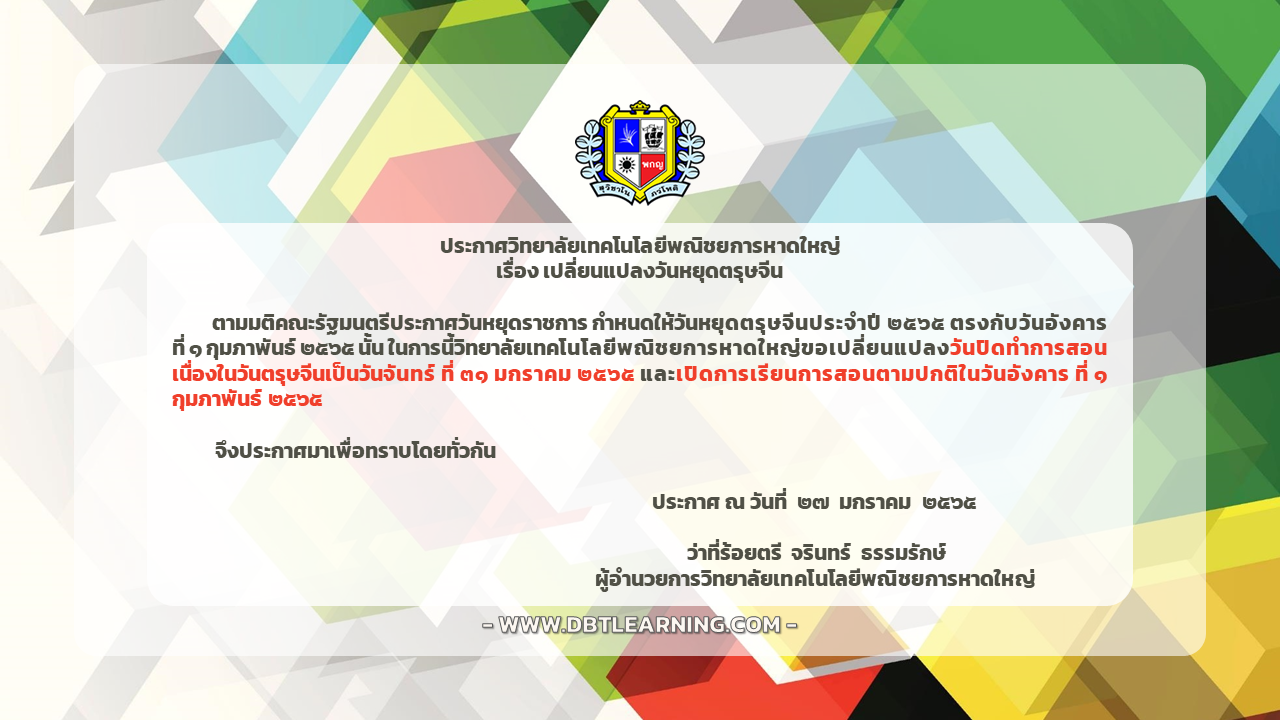 พกญ
สุวิชาโน ภวํโหติ
ประกาศวิทยาลัยเทคโนโลยีพณิชยการหาดใหญ่
เรื่อง เปลี่ยนแปลงวันหยุดตรุษจีน
ตามมติคณะรัฐมนตรีประกาศวันหยุดราชการ กำหนดให้วันหยุดตรุษจีนประจำปี ๒๕๖๕ ตรงกับวันอังคาร
ที่ ๑ กุมภาพันธ์ ๒๕๖๕ นั้น ในการนี้วิทยาลัยเทคโนโลยีพณิชยการหาดใหญ่ขอเปลี่ยนแปลงวันปิดทำการสอน
เนื่องในวันตรุษจีนเป็นวันจันทร์ ที่ ๓๑ มกราคม ๒๕๖๕ และเปิดการเรียนการสอนตามปกติในวันอังคาร ที่ ๑
กุมภาพันธ์ ๒๕๖๕
จึงประกาศมาเพื่อทราบโดยทั่วกัน
ประกาศ ณ วันที่ ๒๗ มกราคม ๒๕๖๕
ว่าที่ร้อยตรี จรินทร์ ธรรมรักษ์
ผู้อำนวยการวิทยาลัยเทคโนโลยีพณิชยการหาดใหญ่
- WWW.DBTLEARNING.COM -